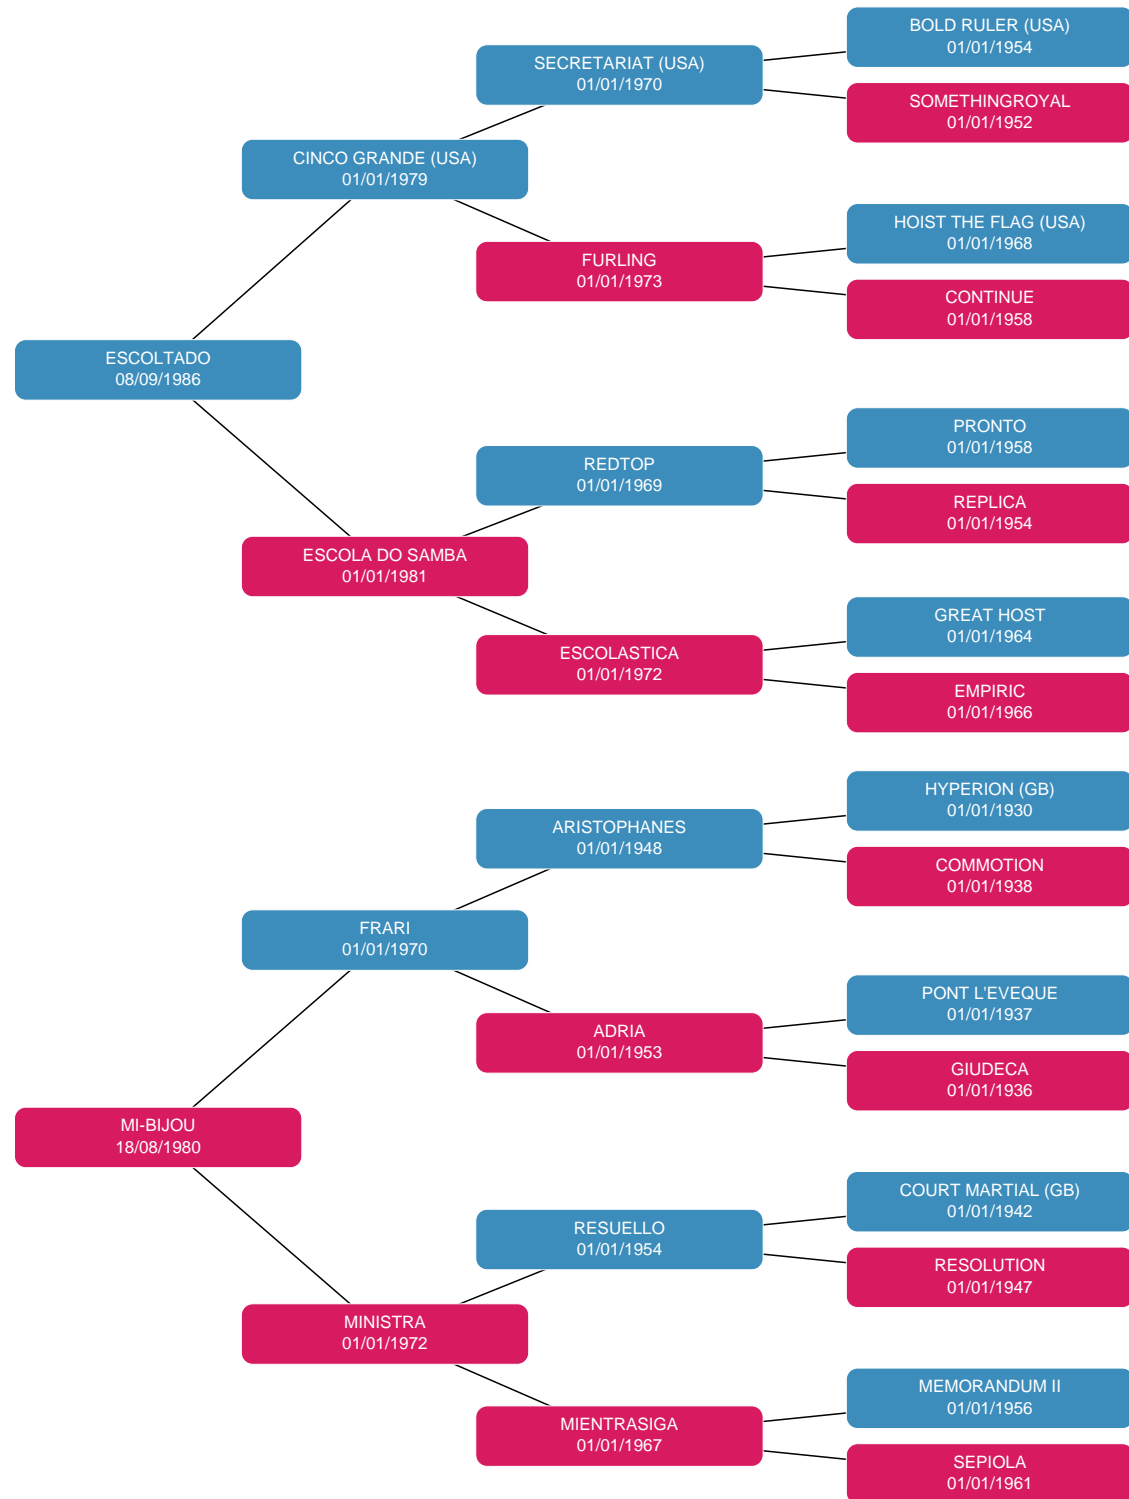 BOLD RULER (USA)
01/01/1954
SECRETARIAT (USA)
01/01/1970
SOMETHINGROYAL
01/01/1952
CINCO GRANDE (USA)
01/01/1979
HOIST THE FLAG (USA)
01/01/1968
FURLING
01/01/1973
CONTINUE
01/01/1958
ESCOLTADO
08/09/1986
PRONTO
01/01/1958
REDTOP
01/01/1969
REPLICA
01/01/1954
ESCOLA DO SAMBA
01/01/1981
GREAT HOST
01/01/1964
ESCOLASTICA
01/01/1972
EMPIRIC
01/01/1966
HYPERION (GB)
01/01/1930
ARISTOPHANES
01/01/1948
COMMOTION
01/01/1938
FRARI
01/01/1970
PONT L'EVEQUE
01/01/1937
ADRIA
01/01/1953
GIUDECA
01/01/1936
MI-BIJOU
18/08/1980
COURT MARTIAL (GB)
01/01/1942
RESUELLO
01/01/1954
RESOLUTION
01/01/1947
MINISTRA
01/01/1972
MEMORANDUM II
01/01/1956
MIENTRASIGA
01/01/1967
SEPIOLA
01/01/1961